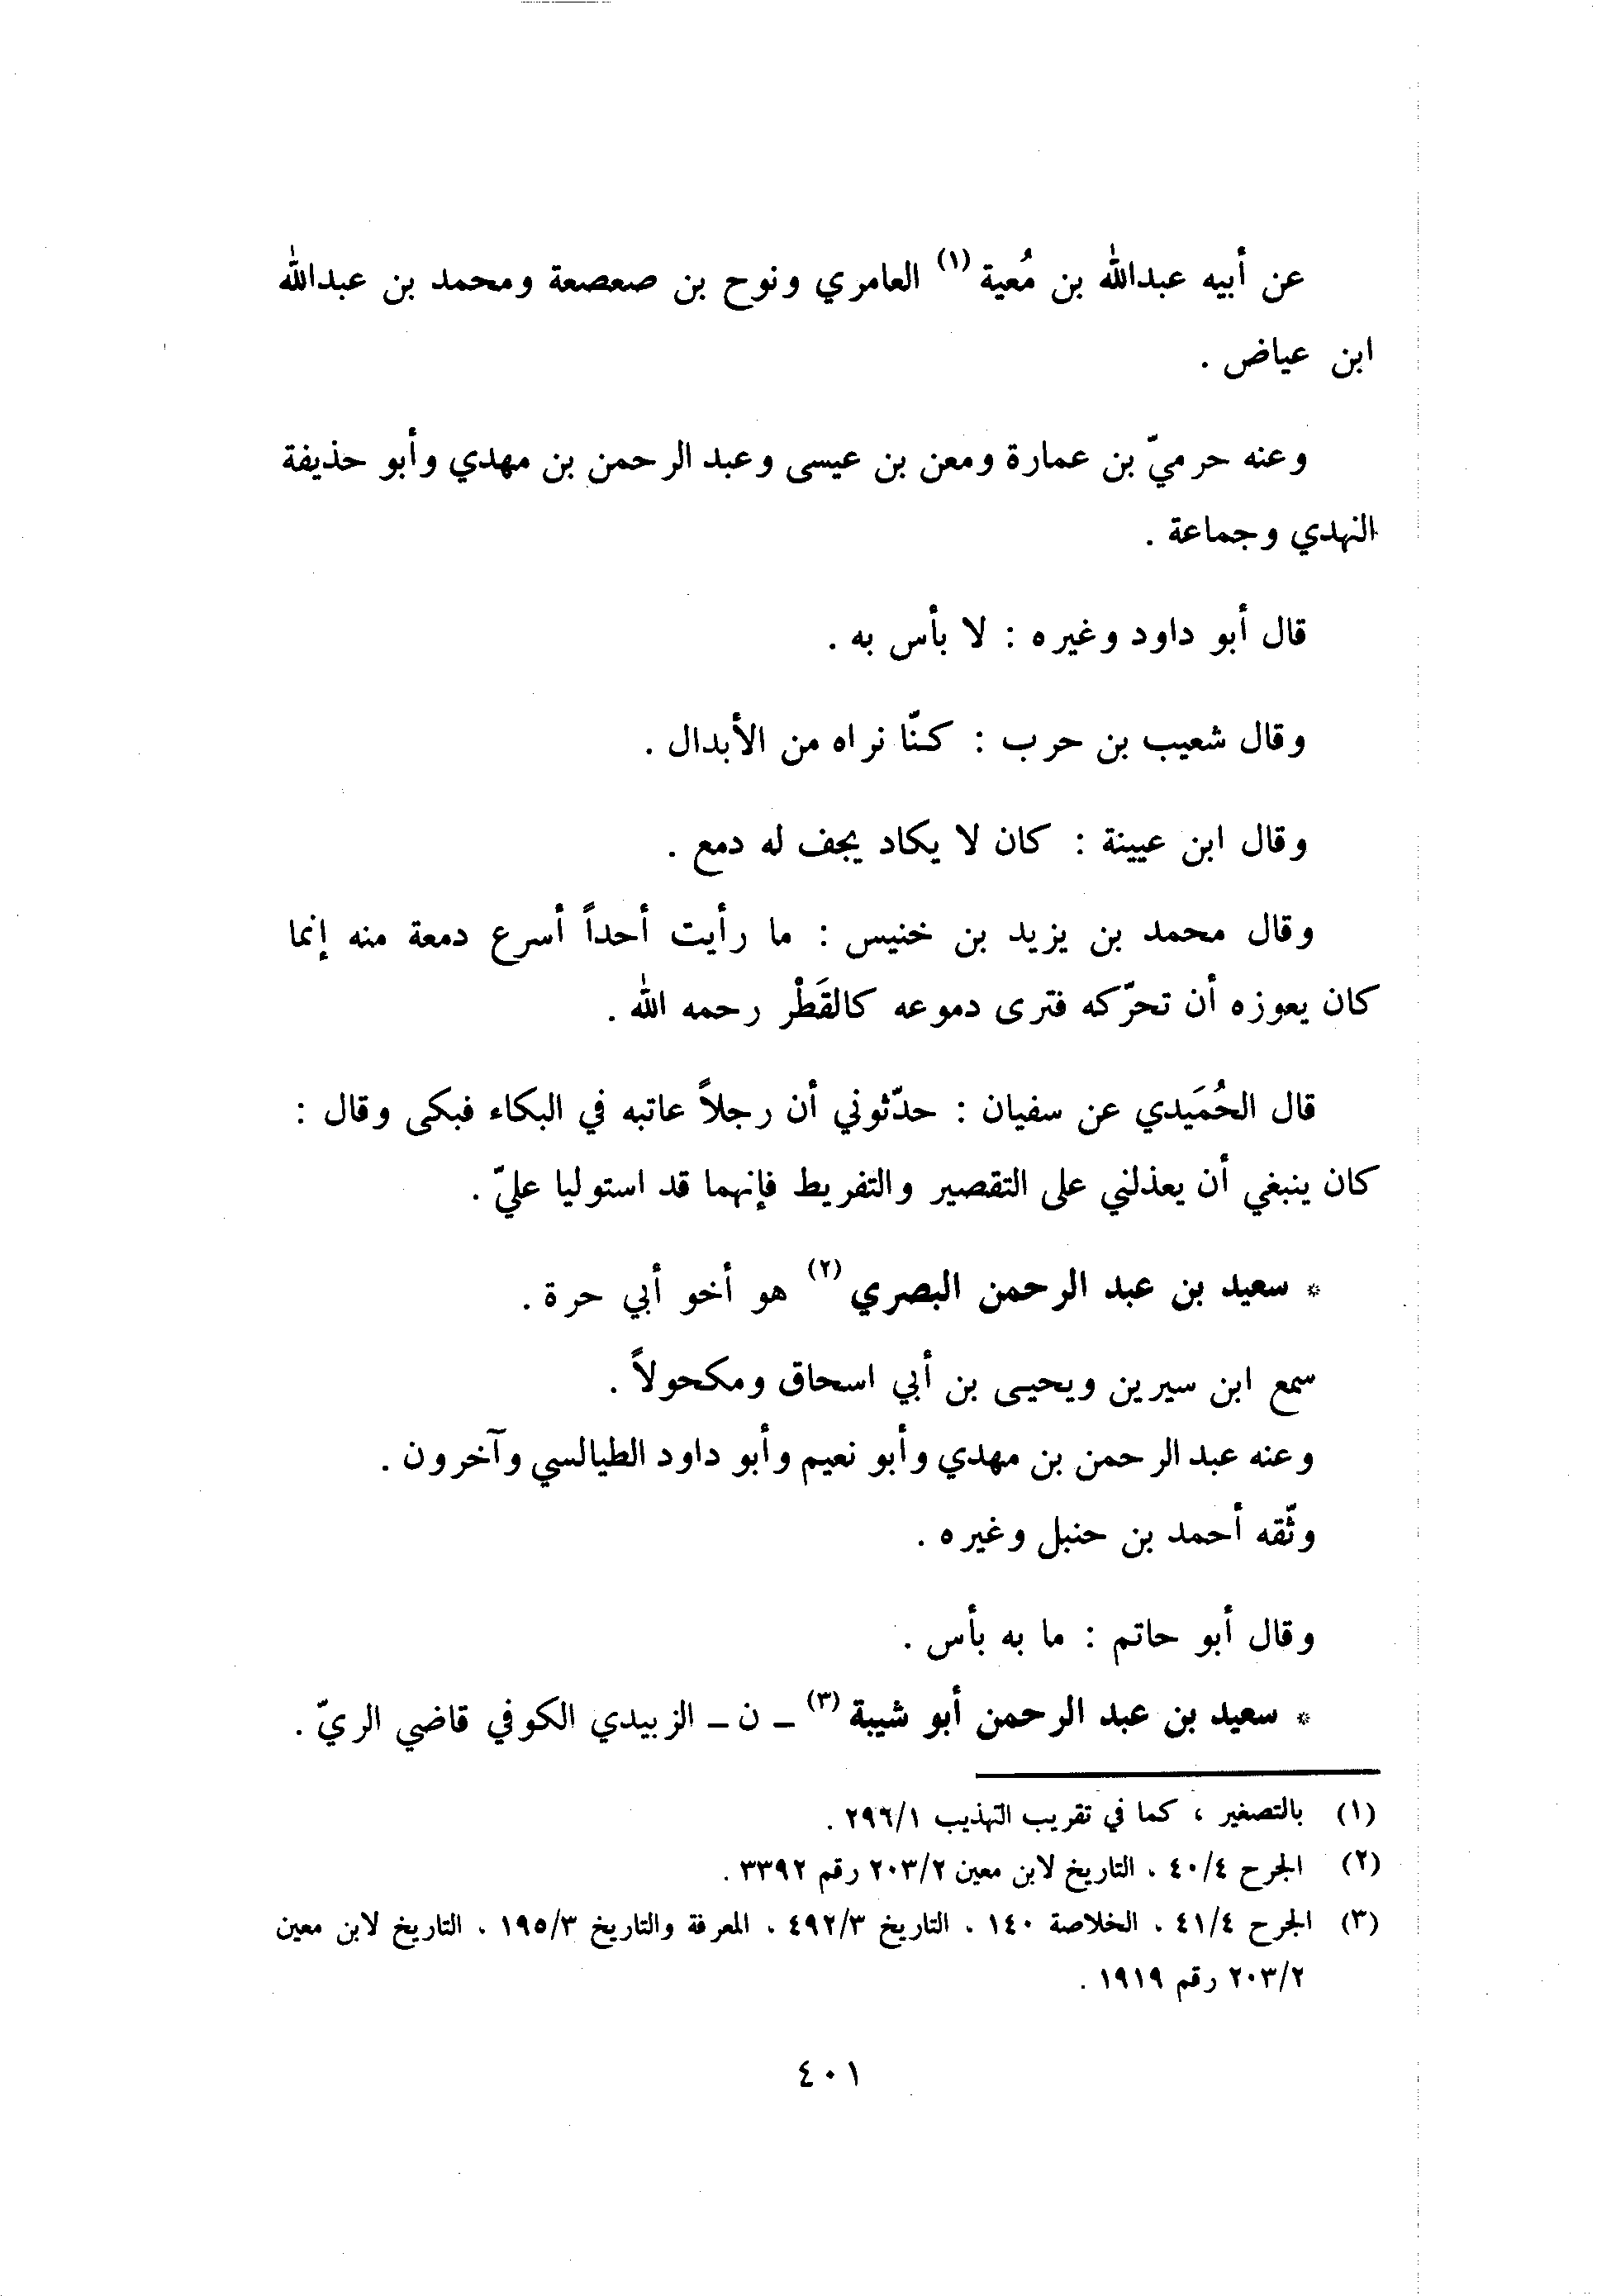 عن أبيه عبدالله بن مُعية (١) العامري ونوح بن صعصعة ومحمد بن عبدالله
ابن عياض .
وعنه حرميّ بن عمارة ومعن بن عيسى وعبد الرحمن بن مهدي وأبو حذيفة
النهدي وجماعة .
قال أبو داود وغيره : لا بأس به .
وقال شعيب بن حرب : كنّا نراه من الأبدال .
وقال ابن عيينة : كان لا يكاد يجف له دمع .
وقال محمد بن يزيد بن خنيس : ما رأيت أحداً أسرع دمعة منه إنما
كان يعوزه أن تحرّكه فترى دموعه كالقَطْر رحمه الله .
قال الحُمَيدي عن سفيان : حدّثوني أن رجلاً عاتبه في البكاء فبكى وقال :
كان ينبغي أن يعذلني على التقصير والتفريط فإنهما قد استوليا عليّ .
* سعيد بن عبد الرحمن البصري (٢) هو أخو أبي حرة .
سمع ابن سيرين ويحيى بن أبي اسحاق ومكحولاً .
وعنه عبد الرحمن بن مهدي وأبو نعيم وأبو داود الطيالسي وآخرون .
وثّقه أحمد بن حنبل وغيره .
وقال أبو حاتم : ما به بأس .
* سعيد بن عبد الرحمن أبو شيبة (٣) ـ ن ـ الزبيدي الكوفي قاضي الريّ .
(١) بالتصغير ، كما في تقريب التهذيب ٢٩٦/١ .
(٢) الجرح ٤٠/٤ . التاريخ لابن معين ٢٠٣/٢ رقم ٣٣٩٢ .
(٣) الجرح ٤١/٤ . الخلاصة ١٤٠ . التاريخ ٤٩٢/٣ . المعرفة والتاريخ ١٩٥/٣ . التاريخ لابن معين
٢٠٣/٢ رقم ١٩١٩ .
٤٠١